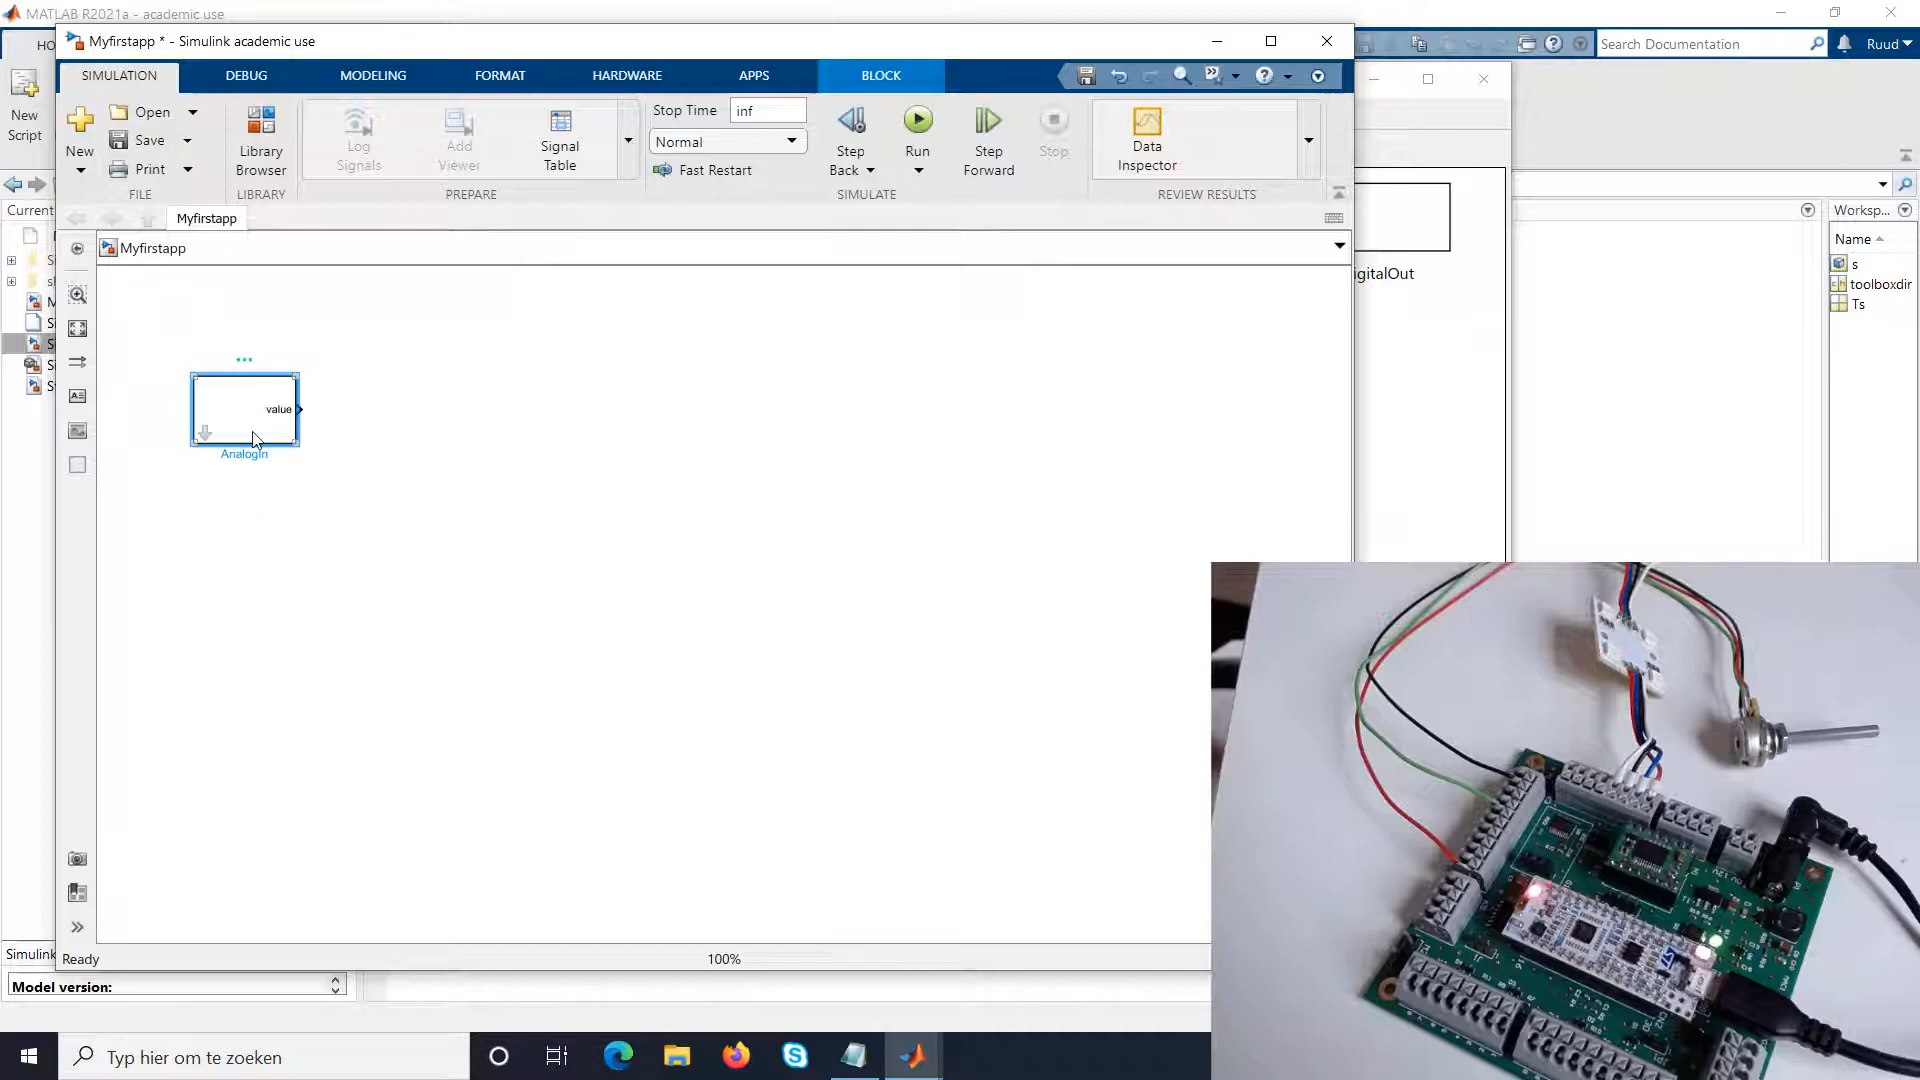 MATLAB R2021a - academic use
Myfirstapp * - Simulink academic use
HO
Search Documentation
Ruud
SIMULATION
DEBUG
MODELING
FORMAT
HARDWARE
APPS
BLOCK
New Script
New
Open
Save
Print
Library Browser
Log Signals
Add Viewer
Signal Table
Stop Time
inf
Normal
Fast Restart
Step Back
Run
Step Forward
Stop
Data Inspector
FILE
LIBRARY
PREPARE
SIMULATE
REVIEW RESULTS
Current
Myfirstapp
Myfirstapp
Worksp...
Name
s
toolboxdir
Ts
igitalOut
value
AnalogIn
Ready
100%
Simulink
Model version:
Typ hier om te zoeken